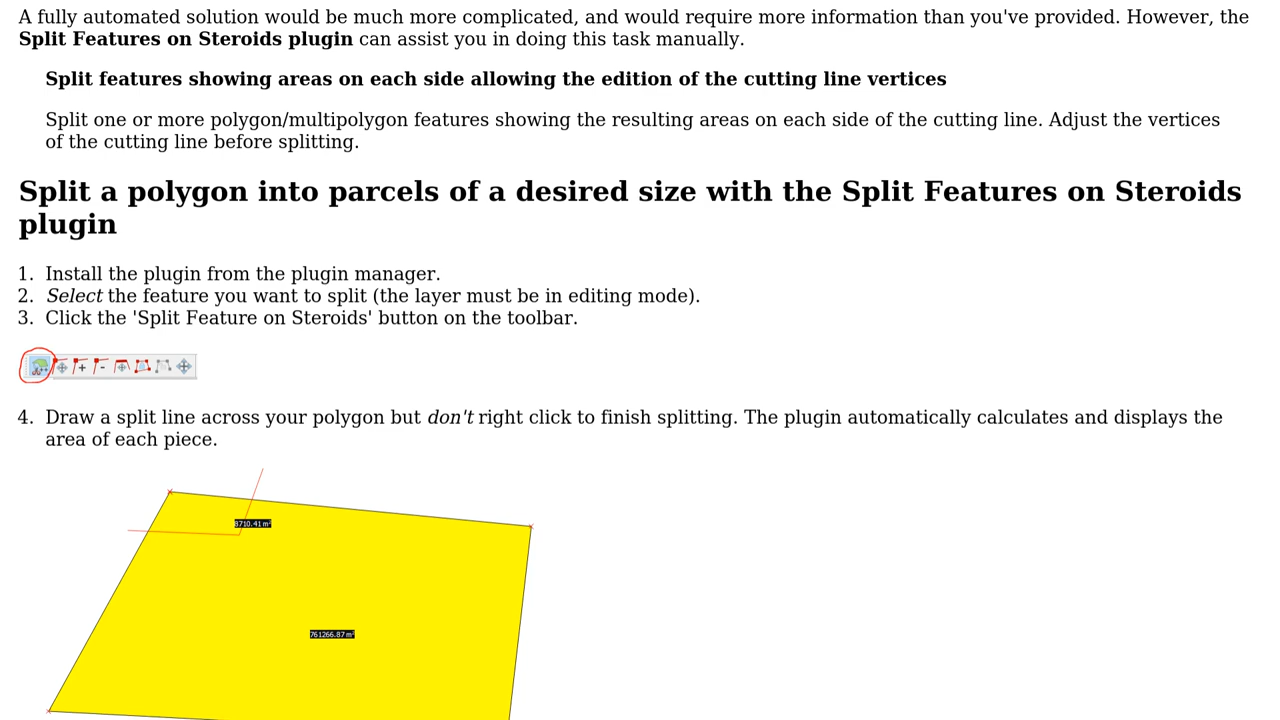 A fully automated solution would be much more complicated, and would require more information than you've provided. However, the
Split Features on Steroids plugin can assist you in doing this task manually.
Split features showing areas on each side allowing the edition of the cutting line vertices
Split one or more polygon/multipolygon features showing the resulting areas on each side of the cutting line. Adjust the vertices
of the cutting line before splitting.
Split a polygon into parcels of a desired size with the Split Features on Steroids
plugin
1. Install the plugin from the plugin manager.
2. Select the feature you want to split (the layer must be in editing mode).
3. Click the 'Split Feature on Steroids' button on the toolbar.
4. Draw a split line across your polygon but don't right click to finish splitting. The plugin automatically calculates and displays the
area of each piece.
8710.41 m²
761266.87 m²